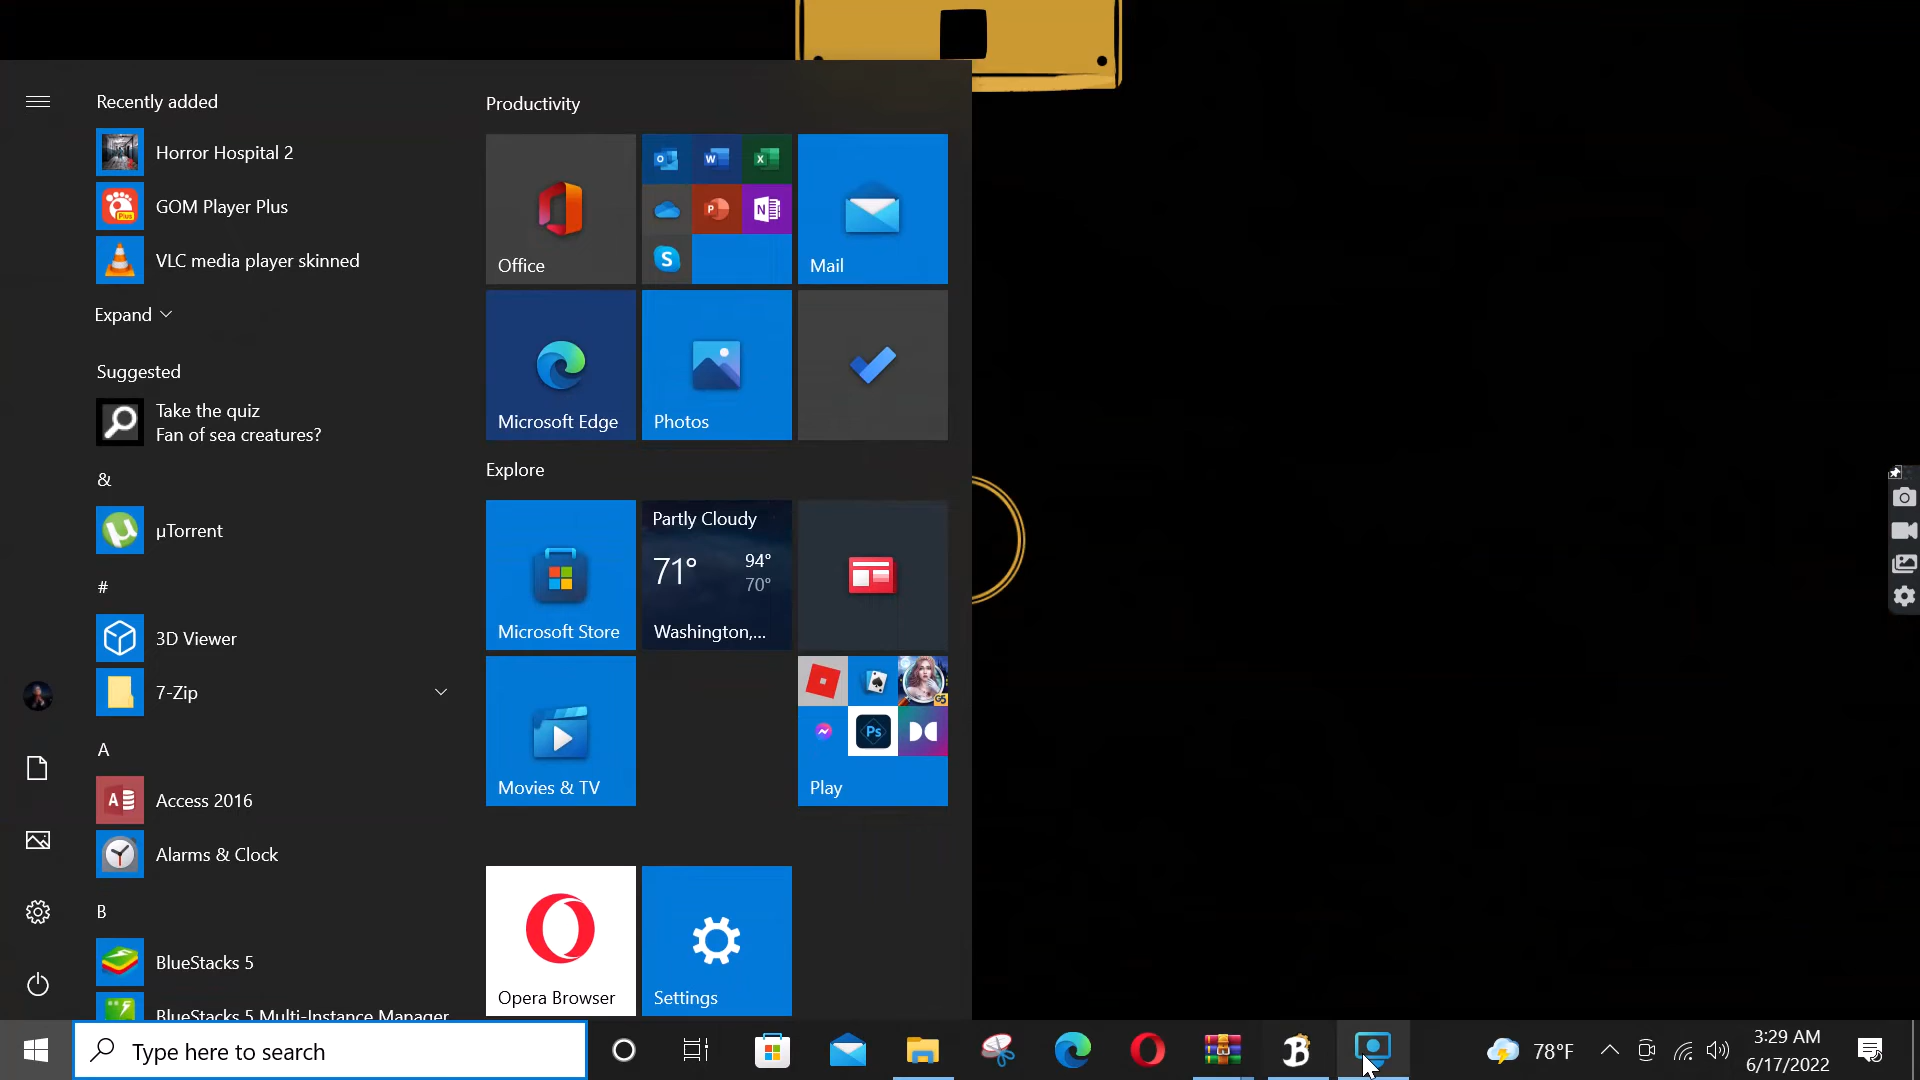 Recently added
Horror Hospital 2
GOM Player Plus
Plus
VLC media player skinned
Expand
Suggested
Take the quiz
Fan of sea creatures?
&
µTorrent
#
3D Viewer
7-Zip
A
Access 2016
Alarms & Clock
B
BlueStacks 5
BlueStacks 5 Multi-Instance Manager
Productivity
Office
Mail
Microsoft Edge
Photos
Explore
Microsoft Store
Partly Cloudy
71° 94°
70°
Washington,...
Movies & TV
G5
Ps
Play
Opera Browser
Settings
Type here to search
78°F
3:29 AM
6/17/2022